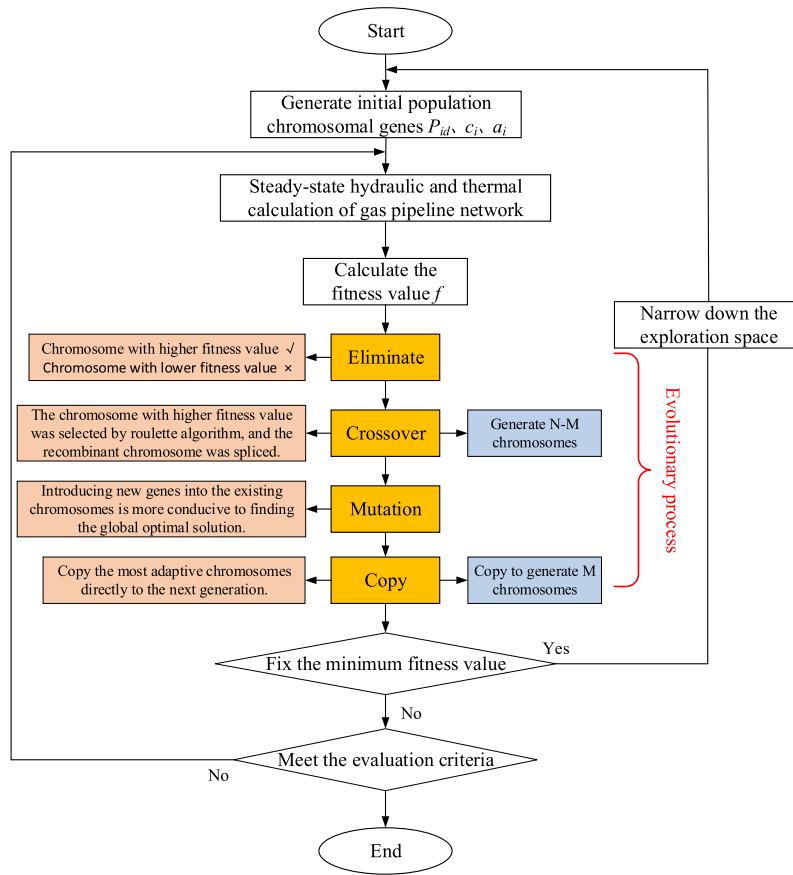 Start
Generate initial population
chromosomal genes Pid、ci、ai
Steady-state hydraulic and thermal
calculation of gas pipeline network
Calculate the
fitness value f
Narrow down the
exploration space
Chromosome with higher fitness value √
Chromosome with lower fitness value ×
Eliminate
The chromosome with higher fitness value
was selected by roulette algorithm, and the
recombinant chromosome was spliced.
Crossover
Generate N-M
chromosomes
Evolutionary process
Introducing new genes into the existing
chromosomes is more conducive to finding
the global optimal solution.
Mutation
Copy the most adaptive chromosomes
directly to the next generation.
Copy
Copy to generate M
chromosomes
Fix the minimum fitness value
Yes
No
Meet the evaluation criteria
No
End